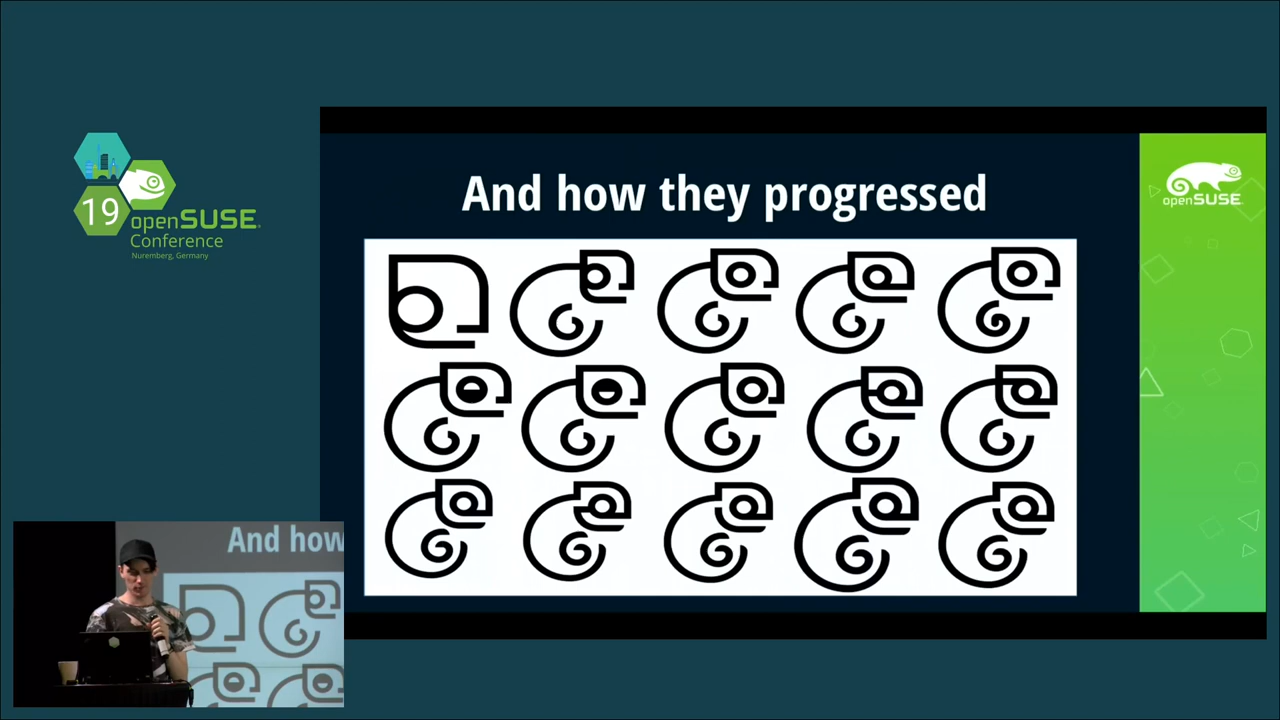 And how they progressed
openSUSE
19
openSUSE
Conference
Nuremberg, Germany
And how